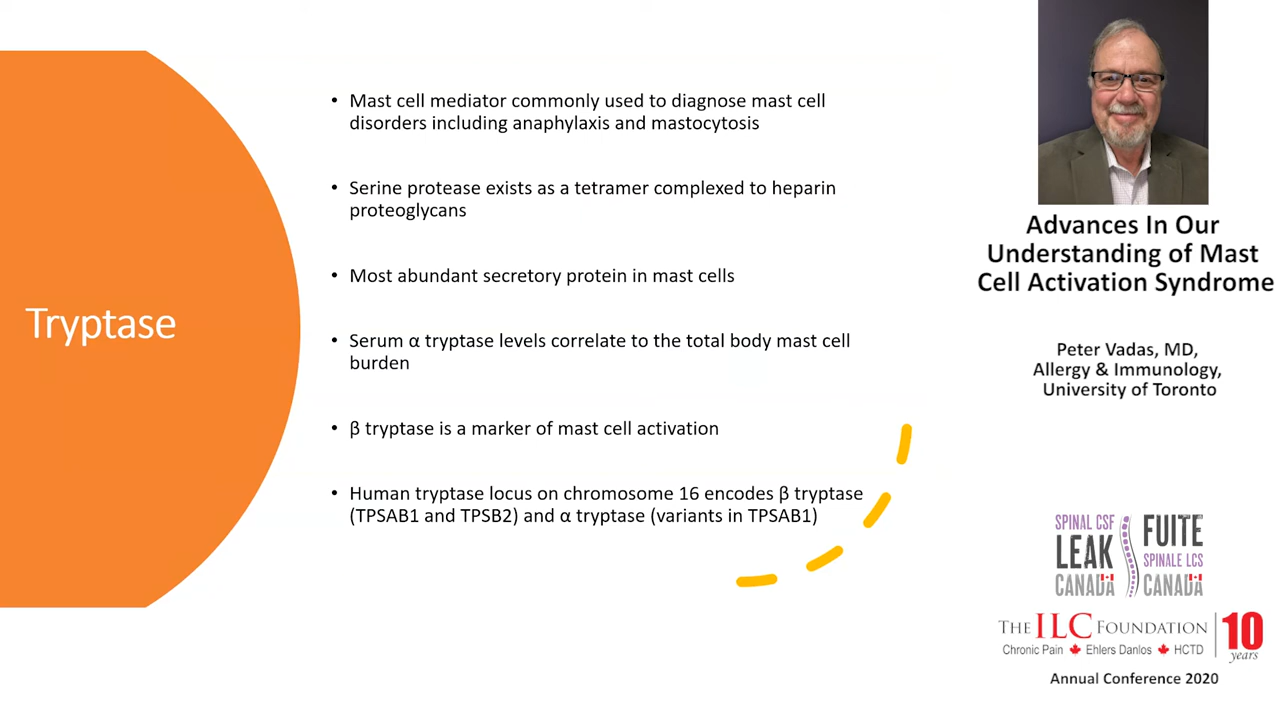 Tryptase
• Mast cell mediator commonly used to diagnose mast cell
disorders including anaphylaxis and mastocytosis
• Serine protease exists as a tetramer complexed to heparin
proteoglycans
• Most abundant secretory protein in mast cells
• Serum α tryptase levels correlate to the total body mast cell
burden
• β tryptase is a marker of mast cell activation
• Human tryptase locus on chromosome 16 encodes β tryptase
(TPSAB1 and TPSB2) and α tryptase (variants in TPSAB1)
Advances In Our
Understanding of Mast
Cell Activation Syndrome
Peter Vadas, MD,
Allergy & Immunology,
University of Toronto
SPINAL CSF
LEAK
CANADA
FUITE
SPINALE LCS
CANADA
THE ILC FOUNDATION
Chronic Pain Ehlers Danlos HCTD
10
years
Annual Conference 2020